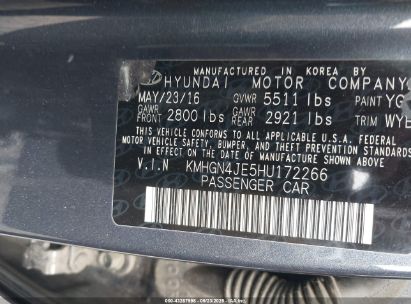 MANUFACTURED IN KOREA BY
HYUNDAI MOTOR COMPANY
MAY/23/16 GVWR 5511 lbs PAINT YG
GAWR FRONT 2800 lbs GAWR REAR 2921 lbs TRIM WYE
THIS VEHICLE CONFORMS TO ALL APPLICABLE U.S.A. FEDERAL
MOTOR VEHICLE SAFETY, BUMPER, AND THEFT PREVENTION STANDARDS
IN EFFECT ON THE DATE OF MANUFACTURE SHOWN ABOVE.
V.I.N KMHGN4JE5HU172266
PASSENGER CAR